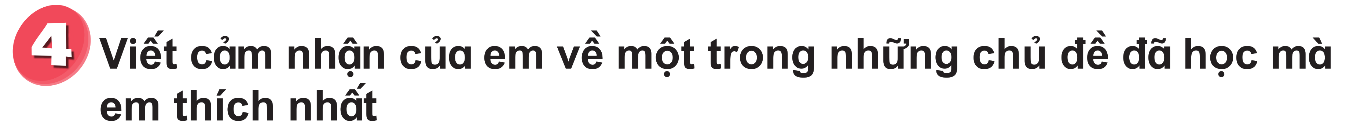 4 Viết cảm nhận của em về một trong những chủ đề đã học mà
em thích nhất